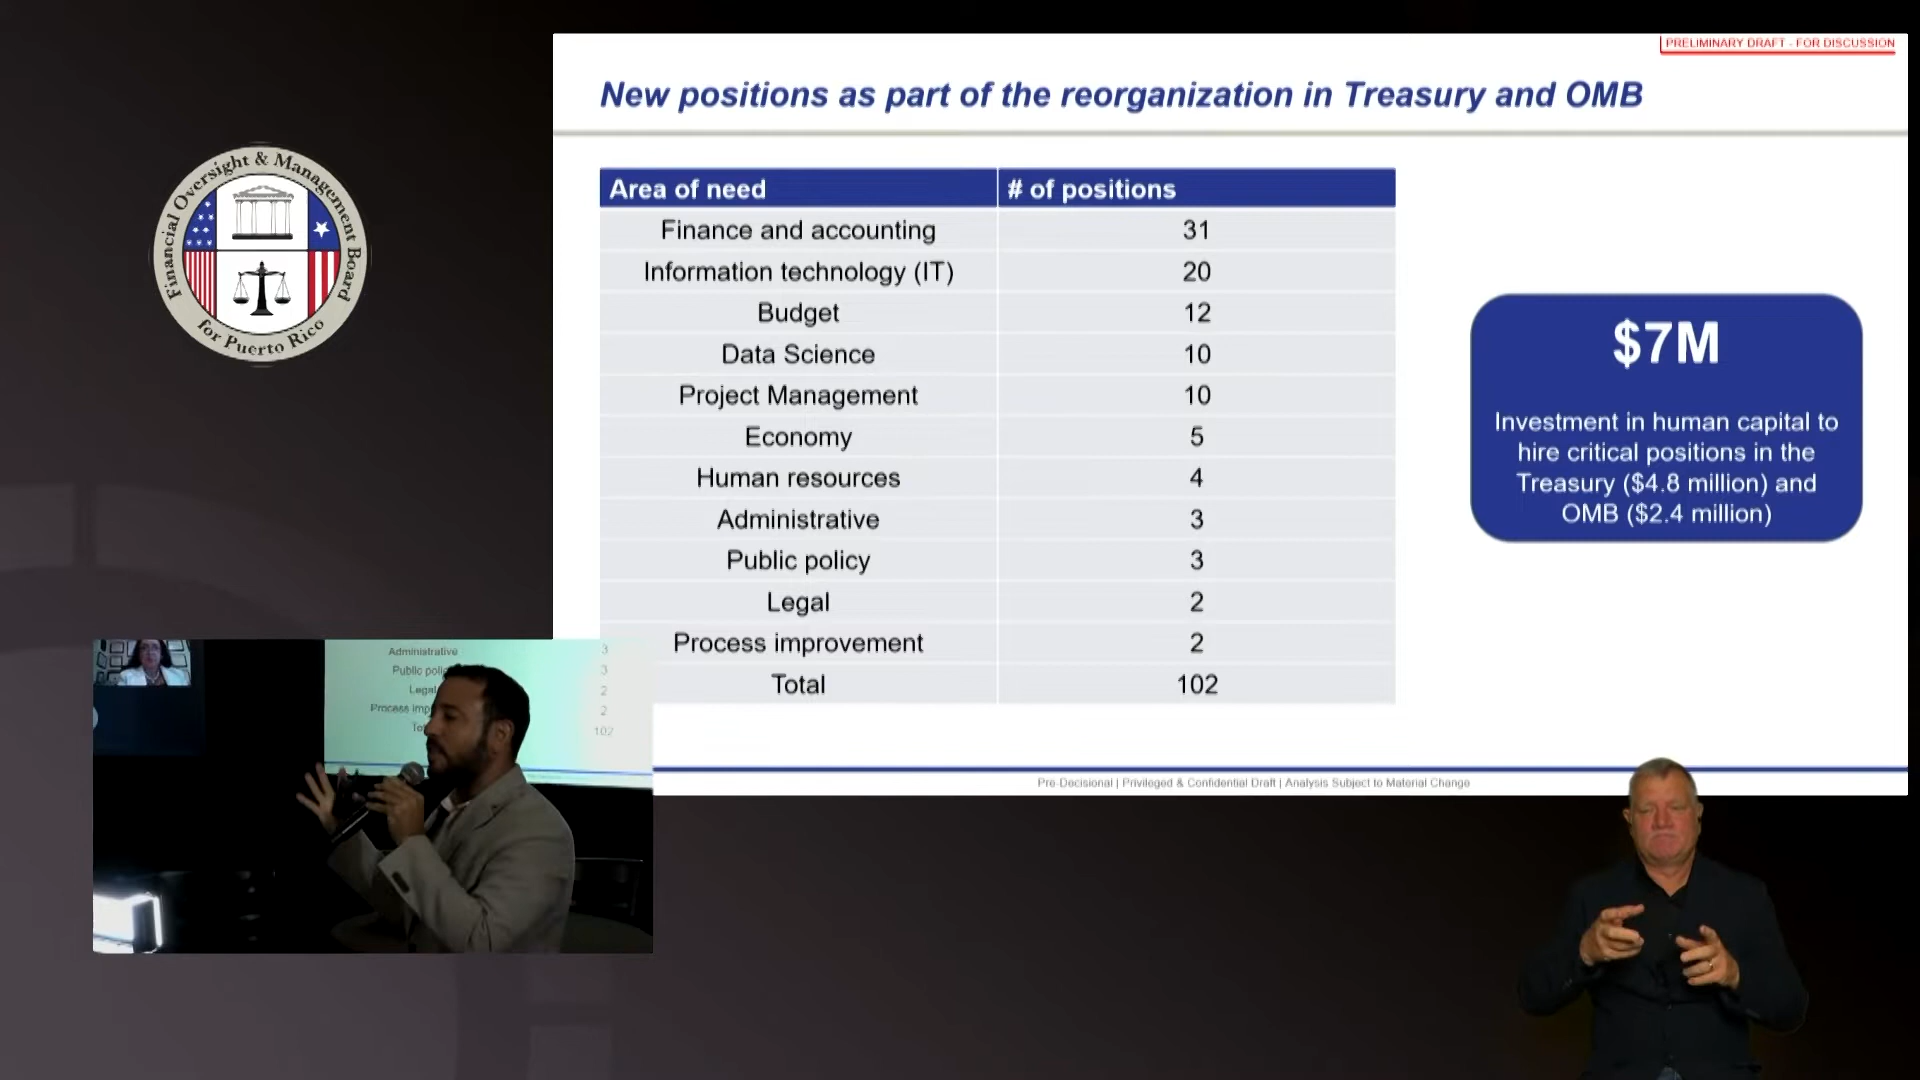 PRELIMINARY DRAFT - FOR DISCUSSION
New positions as part of the reorganization in Treasury and OMB
Financial Oversight & Management Board
for Puerto Rico
Area of need # of positions
Finance and accounting 31
Information technology (IT) 20
Budget 12
Data Science 10
Project Management 10
Economy 5
Human resources 4
Administrative 3
Public policy 3
Legal 2
Process improvement 2
Total 102
$7M
Investment in human capital to
hire critical positions in the
Treasury ($4.8 million) and
OMB ($2.4 million)
Administrative 3
Public 3
Legal 2
Process 2
102
Pre-Decisional | Privileged & Confidential Draft | Analysis Subject to Material Change